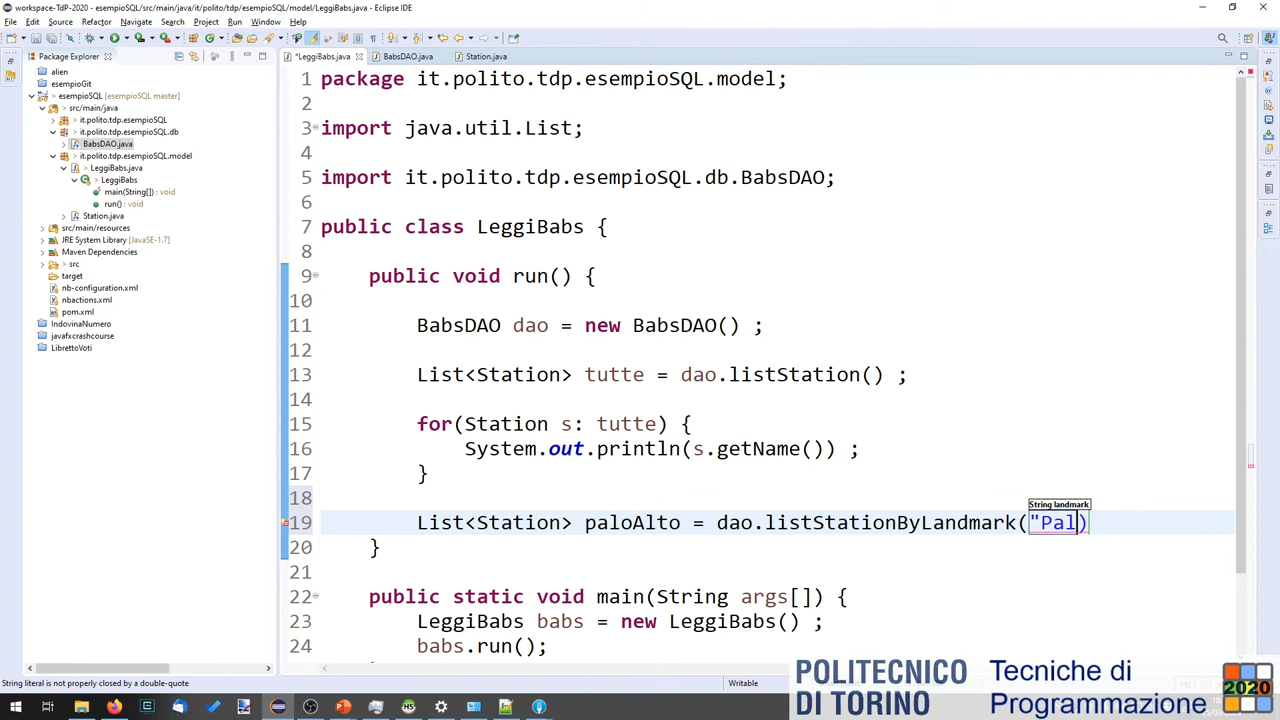 workspace-TdP-2020 - esempioSQL/src/main/java/it/polito/tdp/esempioSQL/model/LeggiBabs.java - Eclipse IDE
File Edit Source Refactor Navigate Search Project Run Window Help
Package Explorer
*LeggiBabs.java BabsDAO.java Station.java
alien
esempioGit
esempioSQL [esempioSQL master]
src/main/java
it.polito.tdp.esempioSQL
it.polito.tdp.esempioSQL.db
BabsDAO.java
it.polito.tdp.esempioSQL.model
LeggiBabs.java
LeggiBabs
main(String[]) : void
run() : void
Station.java
src/main/resources
JRE System Library [JavaSE-1.7]
Maven Dependencies
src
target
nb-configuration.xml
nbactions.xml
pom.xml
IndovinaNumero
javafxcrashcourse
LibrettoVoti
1 package it.polito.tdp.esempioSQL.model;
2
3 import java.util.List;
4
5 import it.polito.tdp.esempioSQL.db.BabsDAO;
6
7 public class LeggiBabs {
8
9 public void run() {
10
11 BabsDAO dao = new BabsDAO() ;
12
13 List<Station> tutte = dao.listStation() ;
14
15 for(Station s: tutte) {
16 System.out.println(s.getName()) ;
17 }
18
String landmark
19 List<Station> paloAlto = dao.listStationByLandmark("Pal)
20 }
21
22 public static void main(String args[]) {
23 LeggiBabs babs = new LeggiBabs() ;
24 babs.run();
String literal is not properly closed by a double-quote
Writable
POLITECNICO
DI TORINO
Tecniche di
Programmazione
2020